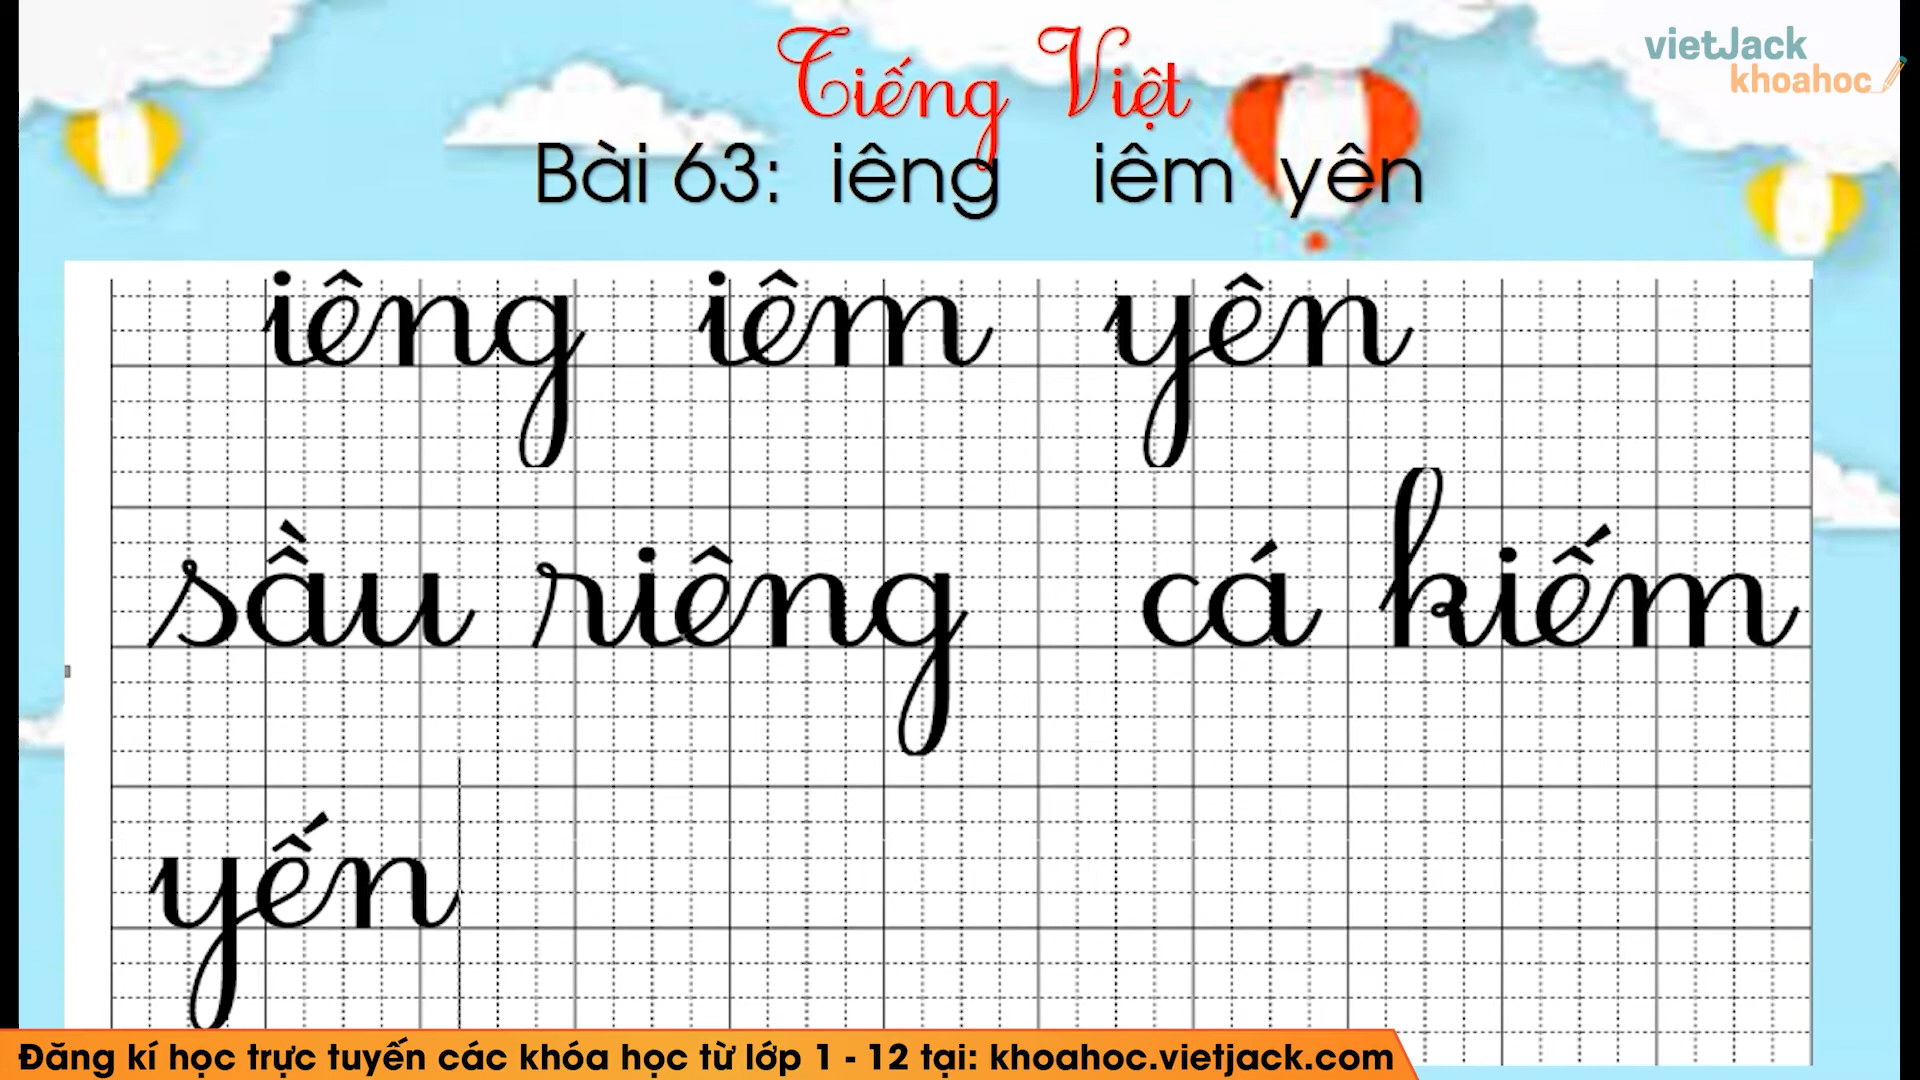 vietJack
khoahoc
Tiếng Việt
Bài 63: iêng iêm yên
iêng iêm yên
sầu riêng cá kiếm
yến
Đăng kí học trực tuyến các khóa học từ lớp 1 - 12 tại: khoahoc.vietjack.com